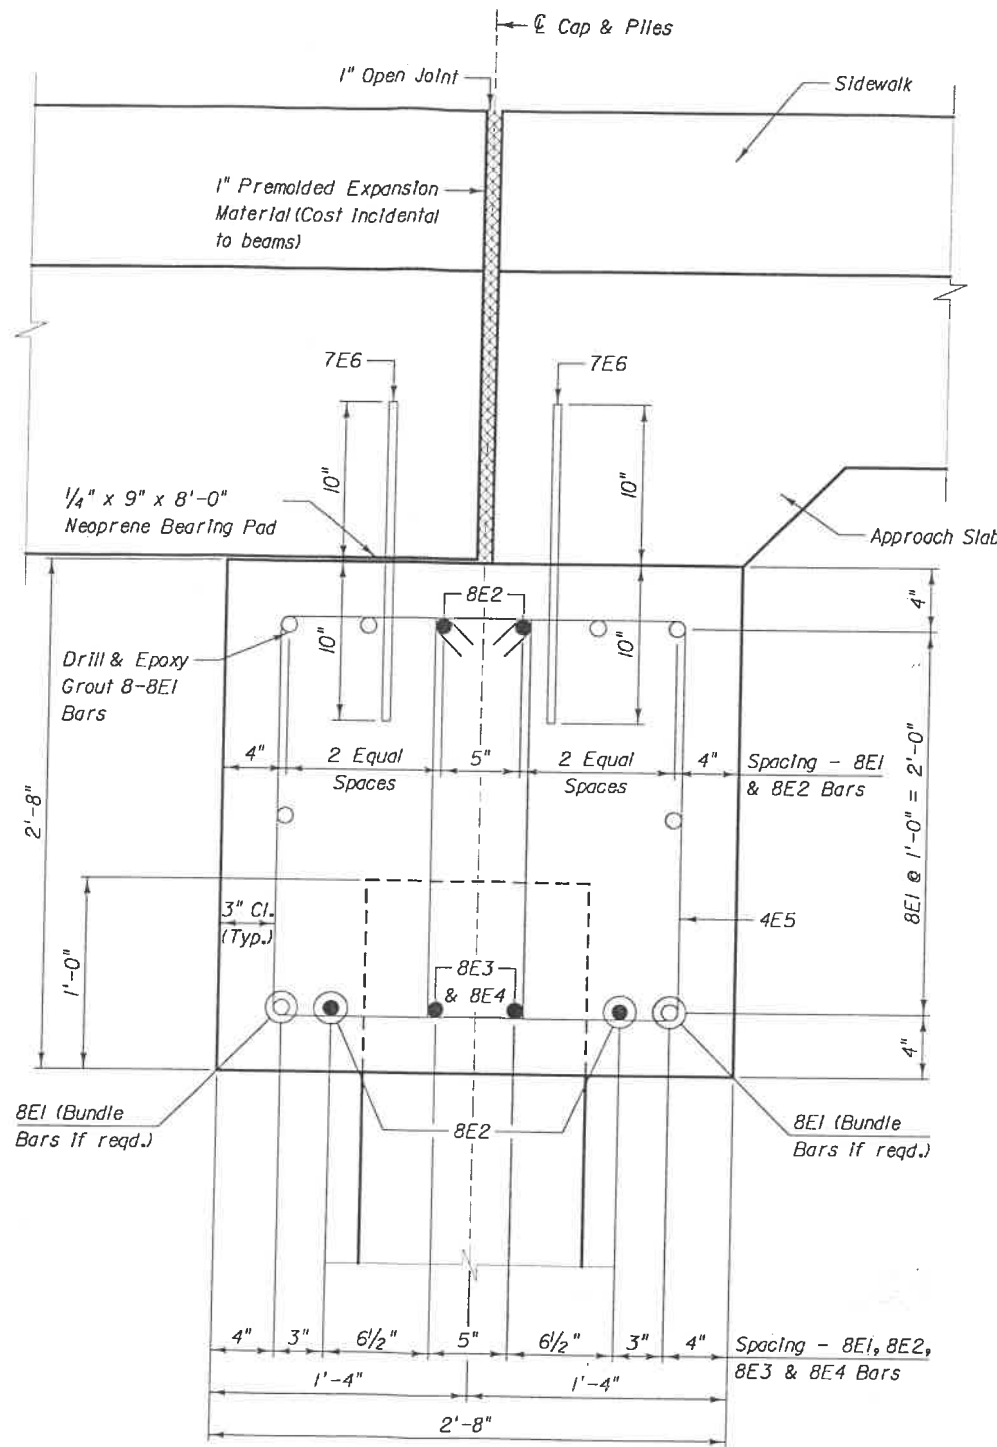 ℄ Cap & Piles
1" Open Joint
Sidewalk
1" Premolded Expansion
Material (Cost incidental
to beams)
7E6
7E6
10"
10"
1/4" x 9" x 8'-0"
Neoprene Bearing Pad
Approach Slab
8E2
4"
10"
10"
Drill & Epoxy
Grout 8-8E1
Bars
4"
2 Equal
Spaces
5"
2 Equal
Spaces
4"
Spacing - 8E1
& 8E2 Bars
2'-8"
8E1 @ 1'-0" = 2'-0"
3" Cl.
(Typ.)
4E5
1'-0"
8E3
& 8E4
4"
8E1 (Bundle
Bars if reqd.)
8E2
8E1 (Bundle
Bars if reqd.)
4"
3"
6 1/2"
5"
6 1/2"
3"
4"
Spacing - 8E1, 8E2,
8E3 & 8E4 Bars
1'-4"
1'-4"
2'-8"